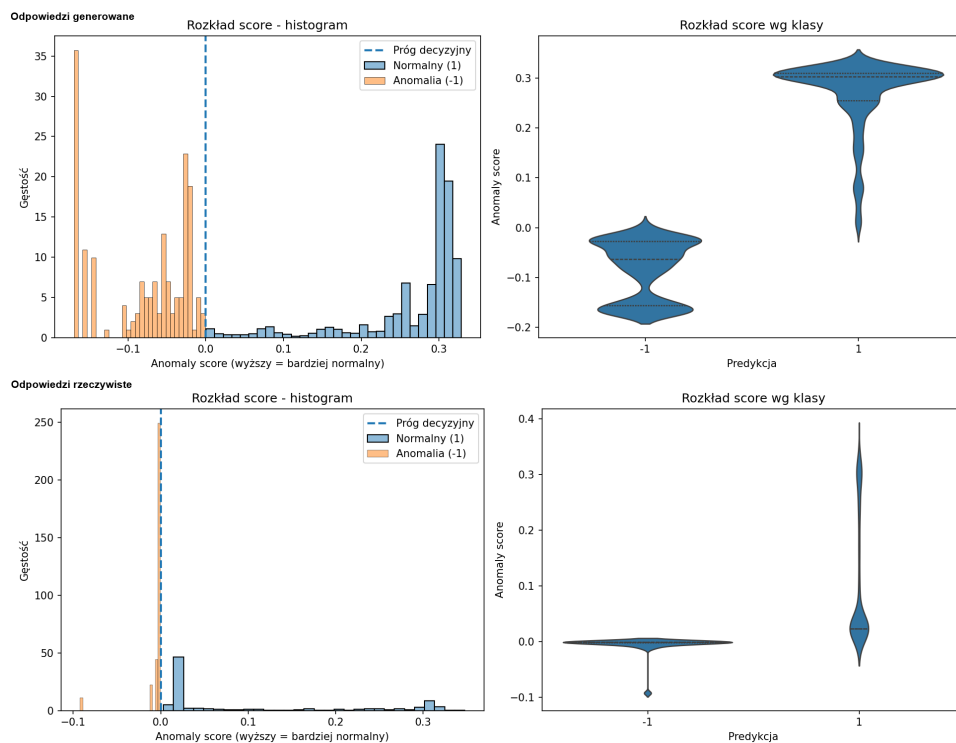 Odpowiedzi generowane
Rozkład score - histogram
Gęstość
35
30
25
20
15
10
5
0
−0.1
0.0
0.1
0.2
0.3
Anomaly score (wyższy = bardziej normalny)
Próg decyzyjny
Normalny (1)
Anomalia (-1)
Rozkład score wg klasy
Anomaly score
0.3
0.2
0.1
0.0
−0.1
−0.2
-1
1
Predykcja
Odpowiedzi rzeczywiste
Rozkład score - histogram
Gęstość
250
200
150
100
50
0
−0.1
0.0
0.1
0.2
0.3
Anomaly score (wyższy = bardziej normalny)
Próg decyzyjny
Normalny (1)
Anomalia (-1)
Rozkład score wg klasy
Anomaly score
0.4
0.3
0.2
0.1
0.0
−0.1
-1
1
Predykcja